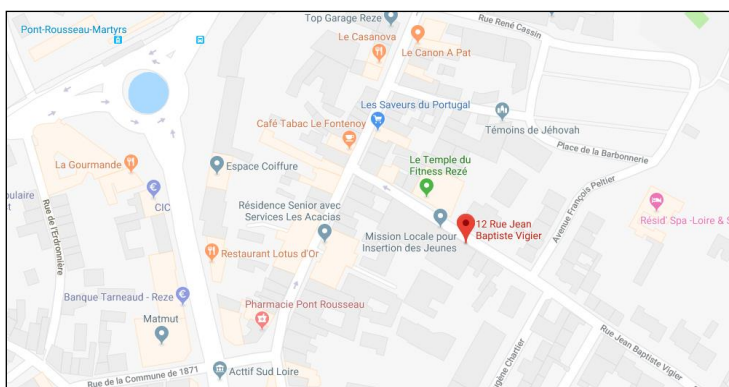 Top Garage Reze
Rue René Cassin
Pont-Rousseau-Martyrs
Le Casanova
Le Canon A Pat
Les Saveurs du Portugal
Café Tabac Le Fontenoy
Témoins de Jéhovah
Place de la Barbonnerie
La Gourmande
Espace Coiffure
Le Temple du
Fitness Rezé
Avenue François Peltier
CIC
Rue de l'Erdronnière
Résidence Senior avec
Services Les Acacias
12 Rue Jean
Baptiste Vigier
Mission Locale pour
Insertion des Jeunes
Résid' Spa -Loire & S
Restaurant Lotus d'Or
Banque Tarneaud - Reze
Pharmacie Pont Rousseau
Matmut
Rue Jean Baptiste Vigier
Acttif Sud Loire
Rue de la Commune de 1871
Chartier